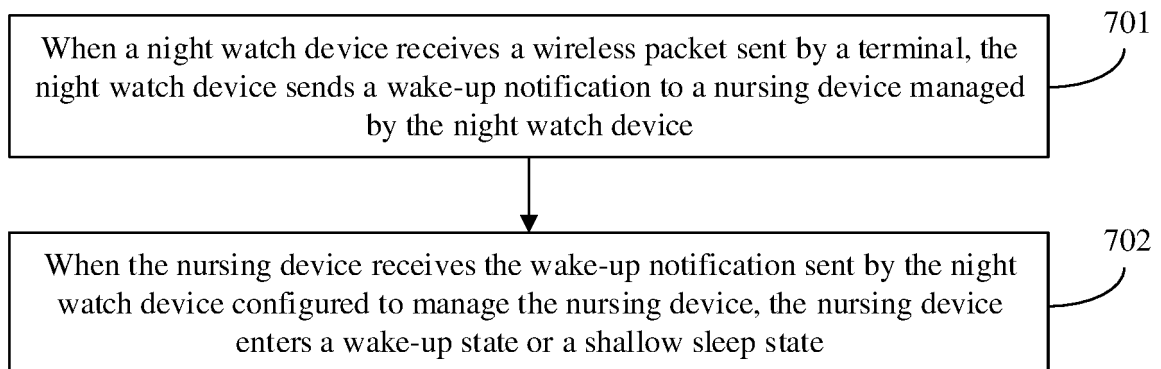 When a night watch device receives a wireless packet sent by a terminal, the
night watch device sends a wake-up notification to a nursing device managed
by the night watch device
701
When the nursing device receives the wake-up notification sent by the night
watch device configured to manage the nursing device, the nursing device
enters a wake-up state or a shallow sleep state
702